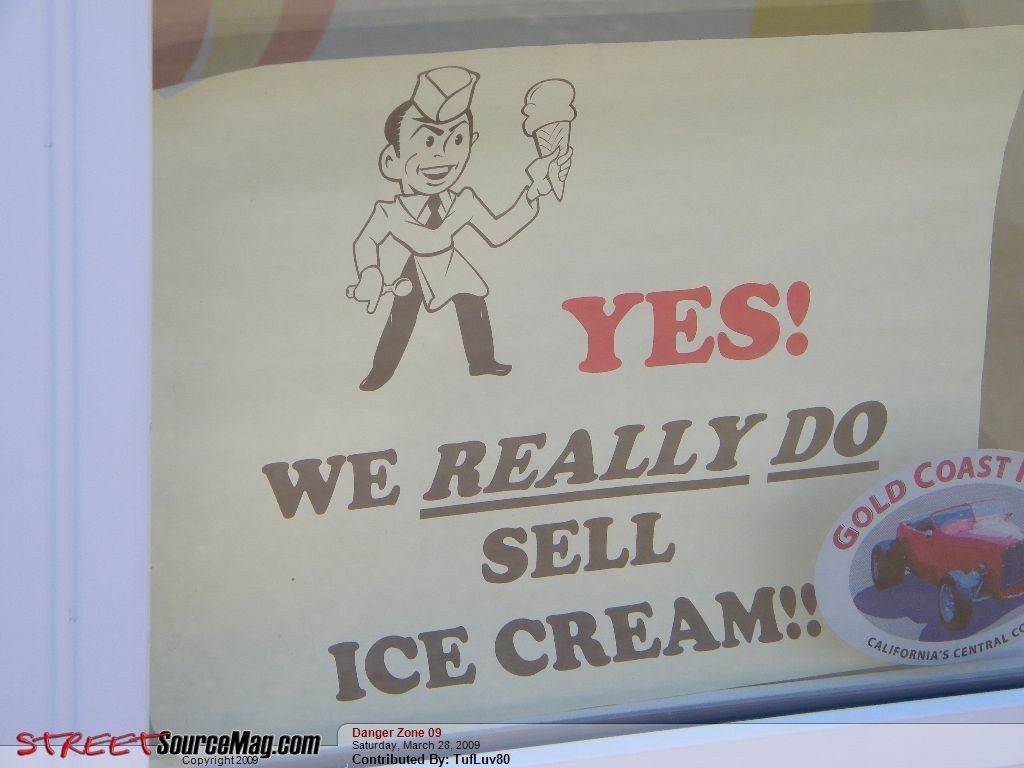 YES!
WE REALLY DO
SELL
ICE CREAM!!
GOLD COAST
CALIFORNIA'S CENTRAL
STREETSourceMag.com
Copyright 2009
Danger Zone 09
Saturday, March 28, 2009
Contributed By: TufLuv80